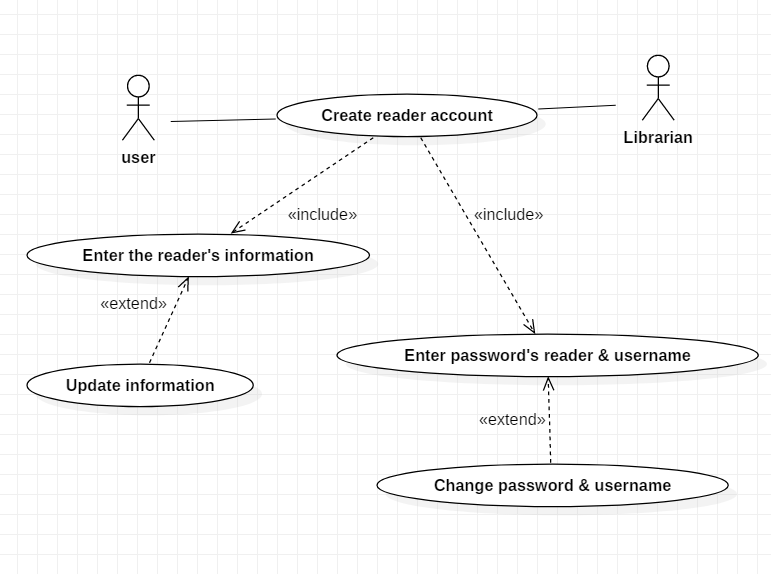 user
Create reader account
Librarian
«include»
«include»
Enter the reader's information
«extend»
Enter password's reader & username
Update information
«extend»
Change password & username